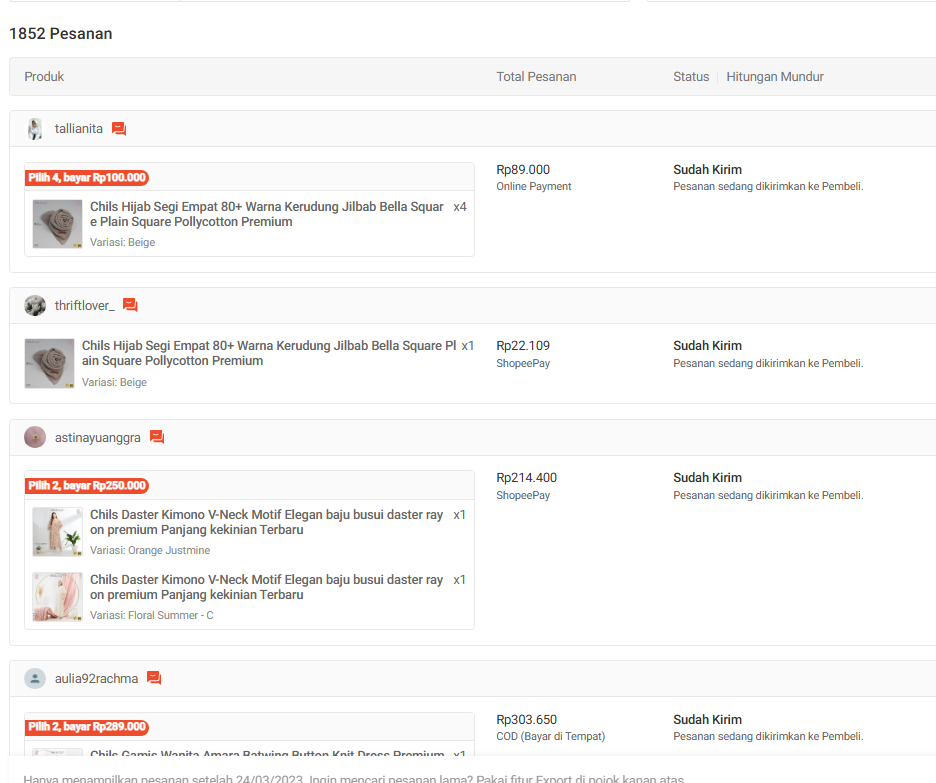 1852 Pesanan
Produk Total Pesanan Status Hitungan Mundur
tallianita
Pilih 4, bayar Rp100.000
Chils Hijab Segi Empat 80+ Warna Kerudung Jilbab Bella Squar x4
e Plain Square Pollycotton Premium
Variasi: Beige
Rp89.000
Online Payment
Sudah Kirim
Pesanan sedang dikirimkan ke Pembeli.
thriftlover_
Chils Hijab Segi Empat 80+ Warna Kerudung Jilbab Bella Square Pl x1
ain Square Pollycotton Premium
Variasi: Beige
Rp22.109
ShopeePay
Sudah Kirim
Pesanan sedang dikirimkan ke Pembeli.
astinayuanggra
Pilih 2, bayar Rp250.000
Chils Daster Kimono V-Neck Motif Elegan baju busui daster ray x1
on premium Panjang kekinian Terbaru
Variasi: Orange Justmine
Chils Daster Kimono V-Neck Motif Elegan baju busui daster ray x1
on premium Panjang kekinian Terbaru
Variasi: Floral Summer - C
Rp214.400
ShopeePay
Sudah Kirim
Pesanan sedang dikirimkan ke Pembeli.
aulia92rachma
Pilih 2, bayar Rp289.000
Chils Gamis Wanita Amara Batwing Button Knit Dress Premium x1
Rp303.650
COD (Bayar di Tempat)
Sudah Kirim
Pesanan sedang dikirimkan ke Pembeli.
Hanya menampilkan pesanan setelah 24/03/2023. Ingin mencari pesanan lama? Pakai fitur Export di pojok kanan atas.